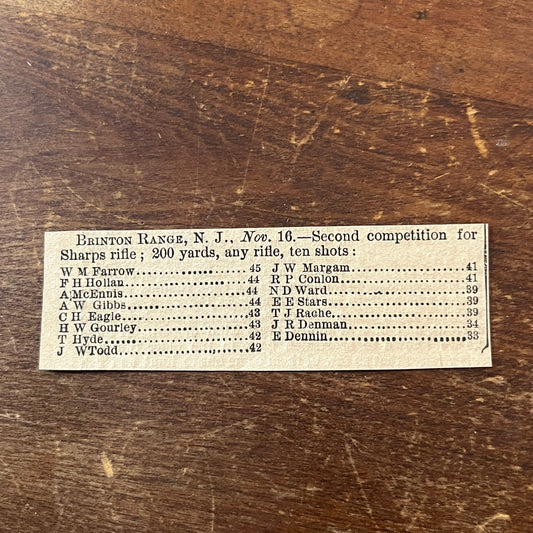 BRINTON RANGE, N. J., Nov. 16.—Second competition for
Sharps rifle; 200 yards, any rifle, ten shots:
W M Farrow..................45
F H Hollan..................44
A McEnnis..................44
A W Gibbs..................44
C H Eagle..................43
H W Gourley..................43
T Hyde..................42
J W Todd..................42
J W Margam..................41
R P Conlon..................41
N D Ward..................39
E E Stars..................39
T J Rache..................39
J R Denman..................34
E Dennin..................33